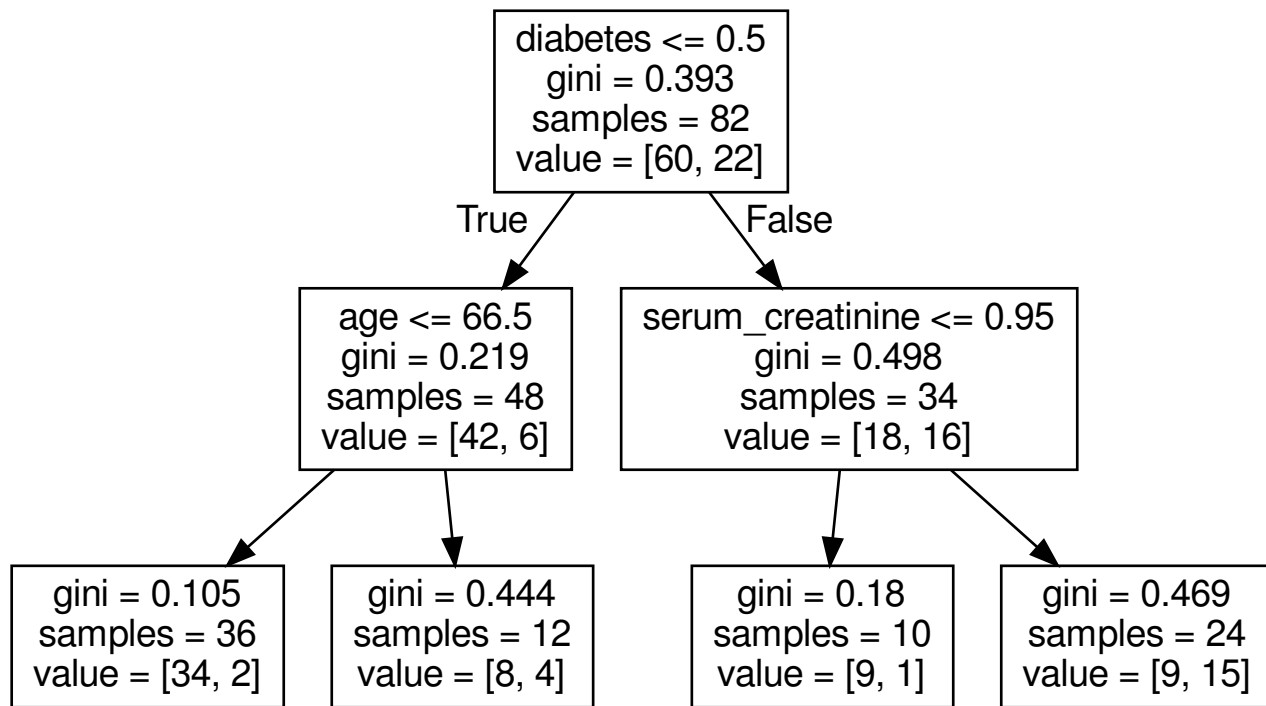 diabetes <= 0.5
gini = 0.393
samples = 82
value = [60, 22]
True
False
age <= 66.5
gini = 0.219
samples = 48
value = [42, 6]
serum_creatinine <= 0.95
gini = 0.498
samples = 34
value = [18, 16]
gini = 0.105
samples = 36
value = [34, 2]
gini = 0.444
samples = 12
value = [8, 4]
gini = 0.18
samples = 10
value = [9, 1]
gini = 0.469
samples = 24
value = [9, 15]